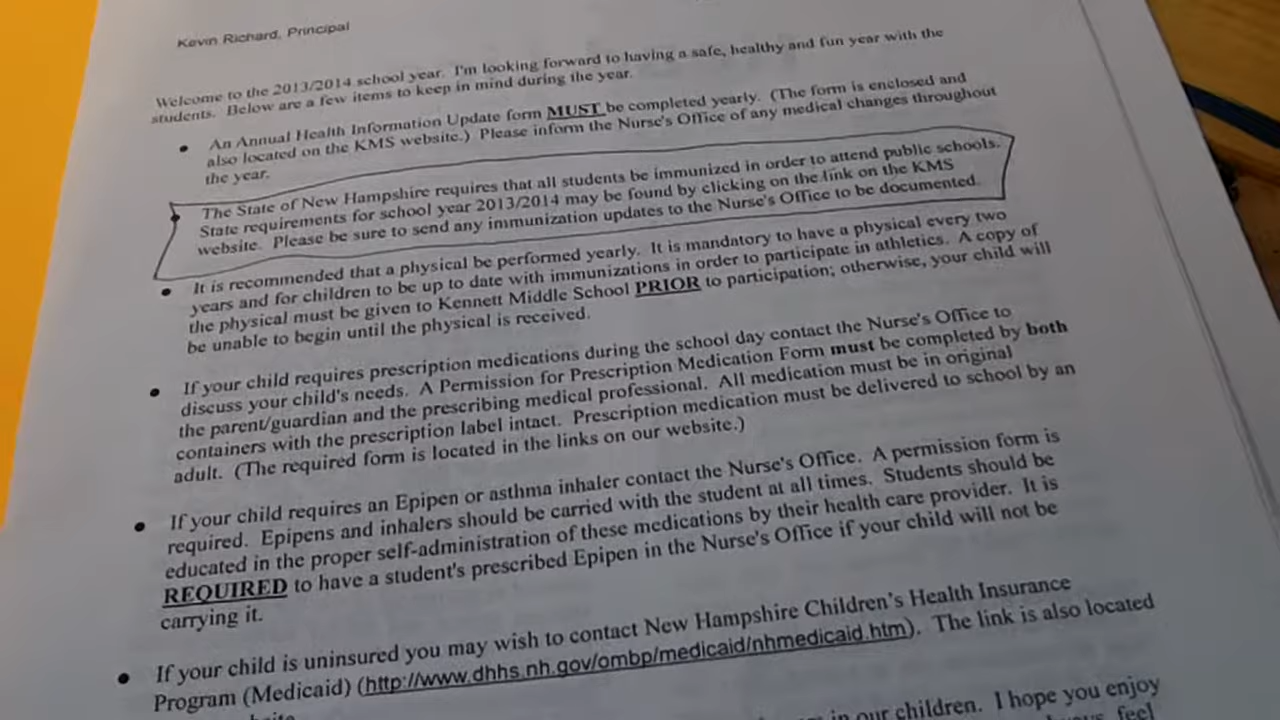 Kevin Richard, Principal
Welcome to the 2013/2014 school year. I'm looking forward to having a safe, healthy and fun year with the
students. Below are a few items to keep in mind during the year.
• An Annual Health Information Update form MUST be completed yearly. (The form is enclosed and
also located on the KMS website.) Please inform the Nurse's Office of any medical changes throughout
the year.
• The State of New Hampshire requires that all students be immunized in order to attend public schools.
State requirements for school year 2013/2014 may be found by clicking on the link on the KMS
website. Please be sure to send any immunization updates to the Nurse's Office to be documented.
• It is recommended that a physical be performed yearly. It is mandatory to have a physical every two
years and for children to be up to date with immunizations in order to participate in athletics. A copy of
the physical must be given to Kennett Middle School PRIOR to participation; otherwise, your child will
be unable to begin until the physical is received.
• If your child requires prescription medications during the school day contact the Nurse's Office to
discuss your child's needs. A Permission for Prescription Medication Form must be completed by both
the parent/guardian and the prescribing medical professional. All medication must be in original
containers with the prescription label intact. Prescription medication must be delivered to school by an
adult. (The required form is located in the links on our website.)
• If your child requires an Epipen or asthma inhaler contact the Nurse's Office. A permission form is
required. Epipens and inhalers should be carried with the student at all times. Students should be
educated in the proper self-administration of these medications by their health care provider. It is
REQUIRED to have a student's prescribed Epipen in the Nurse's Office if your child will not be
carrying it.
• If your child is uninsured you may wish to contact New Hampshire Children's Health Insurance
Program (Medicaid) (http://www.dhhs.nh.gov/ombp/medicaid/nhmedicaid.htm). The link is also located
in our children. I hope you enjoy
feel